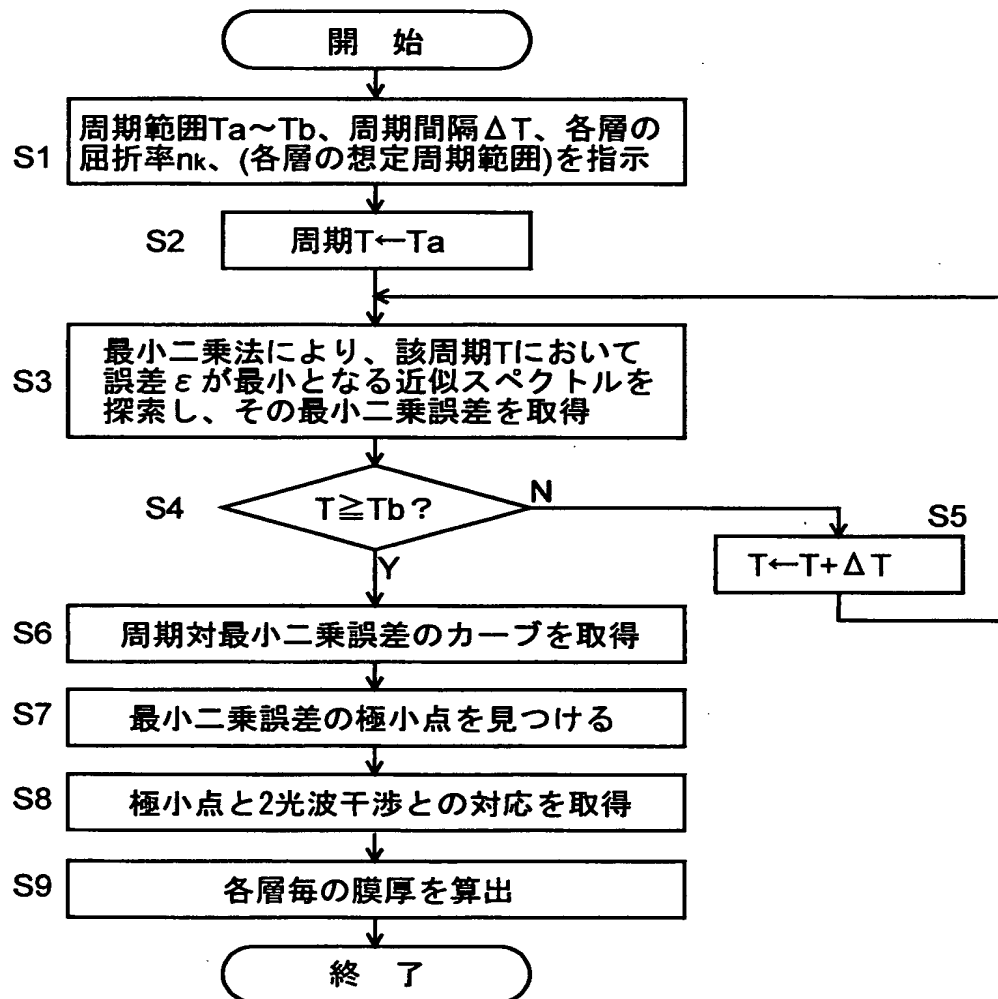 開 始
S1
周期範囲Ta~Tb、周期間隔ΔT、各層の
屈折率nk、(各層の想定周期範囲)を指示
S2
周期T←Ta
S3
最小二乗法により、該周期Tにおいて
誤差εが最小となる近似スペクトルを
探索し、その最小二乗誤差を取得
S4
T≧Tb?
N
Y
S5
T←T+ΔT
S6
周期対最小二乗誤差のカーブを取得
S7
最小二乗誤差の極小点を見つける
S8
極小点と2光波干渉との対応を取得
S9
各層毎の膜厚を算出
終 了